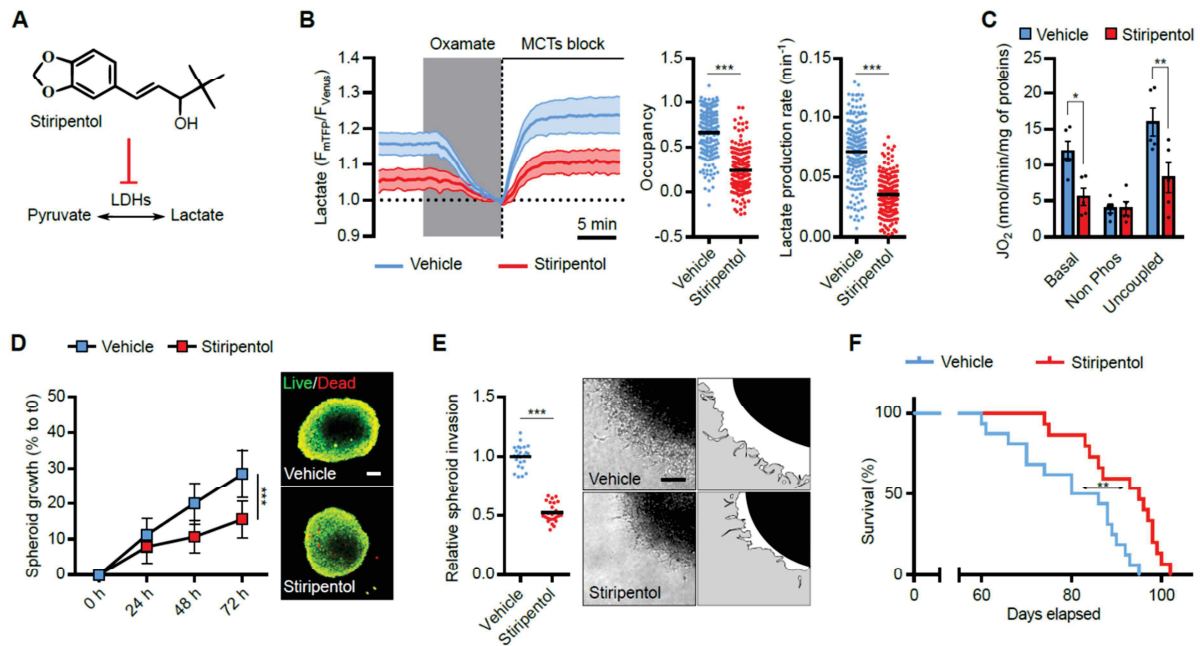 A
Stiripentol
OH
O
O
LDHs
Pyruvate
Lactate
B
Oxamate
MCTs block
Lactate (FmTFP/FVenus)
1.4
1.3
1.2
1.1
1.0
0.9
5 min
Vehicle
Stiripentol
Occupancy
1.5
1.0
0.5
0.0
-0.5
***
Vehicle
Stiripentol
Lactate production rate (min-1)
0.15
0.10
0.05
0.00
***
Vehicle
Stiripentol
C
Vehicle
Stiripentol
JO2 (nmol/min/mg of proteins)
25
20
15
10
5
0
*
**
Basal
Non Phos
Uncoupled
D
Vehicle
Stiripentol
Spheroid growth (% to t0)
50
40
30
20
10
0
***
0 h
24 h
48 h
72 h
Live/Dead
Vehicle
Stiripentol
E
Relative spheroid invasion
1.5
1.0
0.5
0.0
***
Vehicle
Stiripentol
Vehicle
Stiripentol
F
Vehicle
Stiripentol
Survival (%)
100
50
0
**
0
60
80
100
Days elapsed